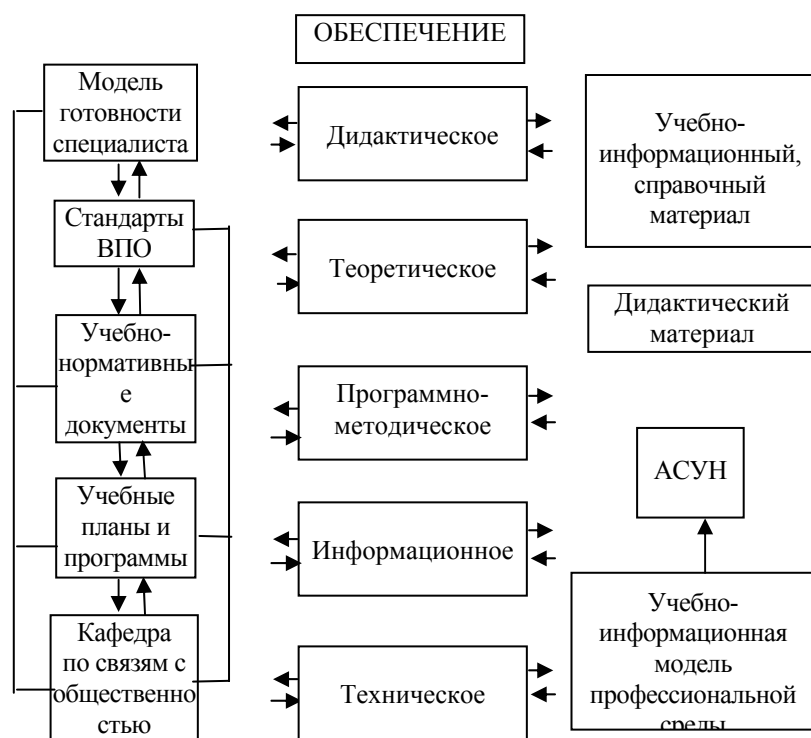 ОБЕСПЕЧЕНИЕ
Модель
готовности
специалиста
Стандарты
ВПО
Учебно-
нормативны
е
документы
Учебные
планы и
программы
Кафедра
по связям с
общественно
стью
Дидактическое
Теоретическое
Программно-
методическое
Информационное
Техническое
Учебно-
информационный,
справочный
материал
Дидактический
материал
АСУН
Учебно-
информационная
модель
профессиональной
среды